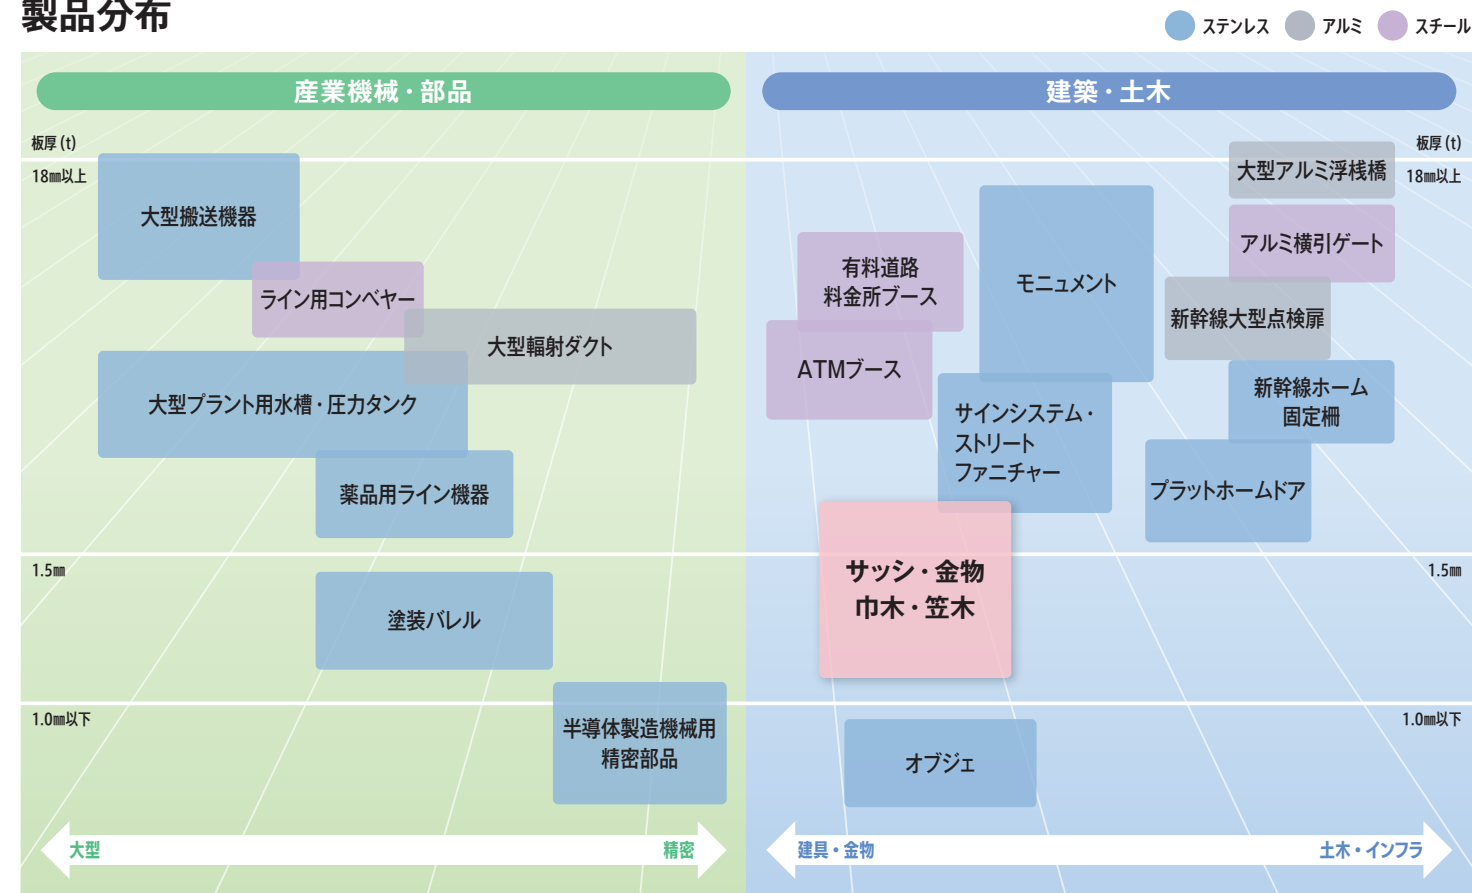 製品分布
ステンレス
アルミ
スチール
産業機械・部品
建築・土木
板厚(t)
18㎜以上
大型搬送機器
ライン用コンベヤー
大型輻射ダクト
大型プラント用水槽・圧力タンク
薬品用ライン機器
1.5㎜
塗装バレル
1.0㎜以下
半導体製造機械用
精密部品
大型
精密
板厚(t)
18㎜以上
大型アルミ浮桟橋
アルミ横引ゲート
有料道路
料金所ブース
モニュメント
新幹線大型点検扉
ATMブース
新幹線ホーム
固定柵
サインシステム・
ストリート
ファニチャー
プラットホームドア
サッシ・金物
巾木・笠木
1.5㎜
1.0㎜以下
オブジェ
建具・金物
土木・インフラ